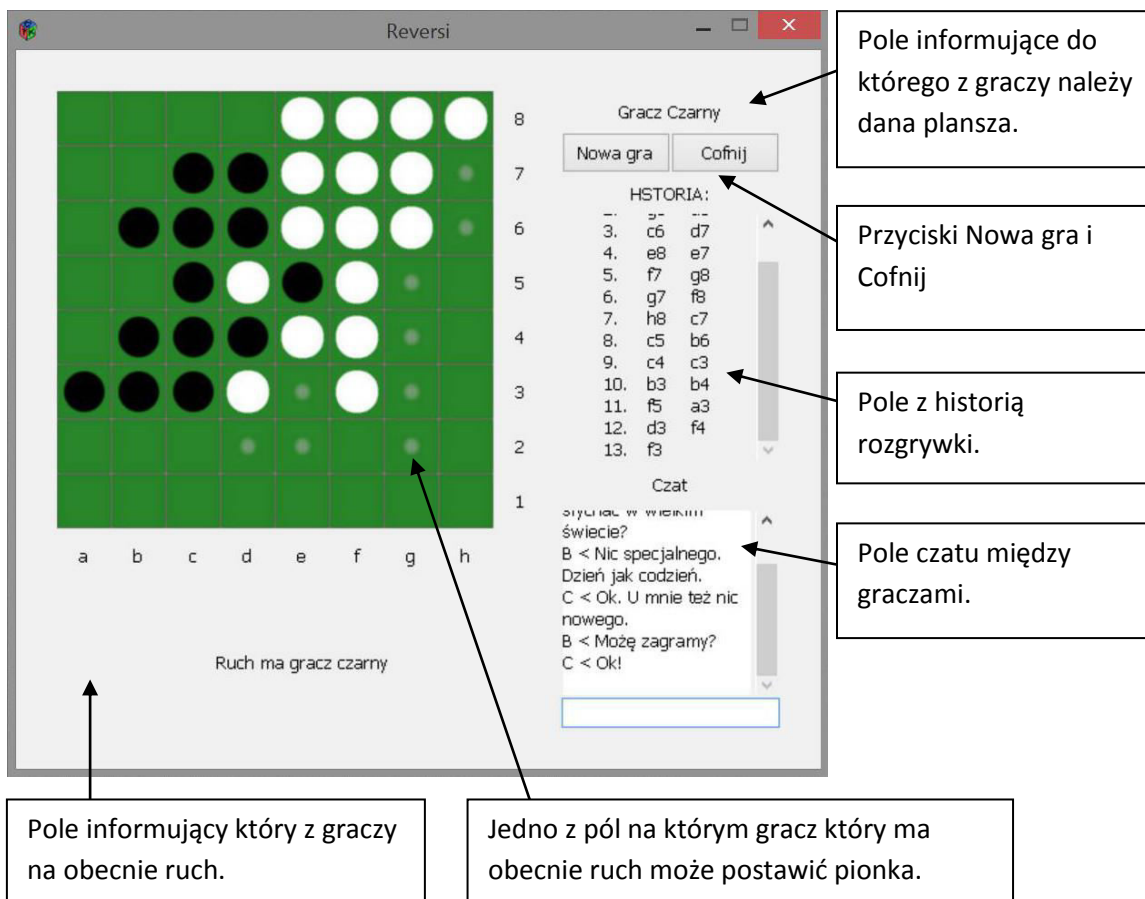 Reversi
8
7
6
5
4
3
2
1
a b c d e f g h
Ruch ma gracz czarny
Gracz Czarny
Nowa gra Cofnij
HSTORIA:
3. c6 d7
4. e8 e7
5. f7 g8
6. g7 f8
7. h8 c7
8. c5 b6
9. c4 c3
10. b3 b4
11. f5 a3
12. d3 f4
13. f3
Czat
słychać w wielkim
świecie?
B < Nic specjalnego.
Dzień jak codzień.
C < Ok. U mnie też nic
nowego.
B < Możę zagramy?
C < Ok!
Pole informujące do
którego z graczy należy
dana plansza.
Przyciski Nowa gra i
Cofnij
Pole z historią
rozgrywki.
Pole czatu między
graczami.
Pole informujący który z graczy
na obecnie ruch.
Jedno z pól na którym gracz który ma
obecnie ruch może postawić pionka.